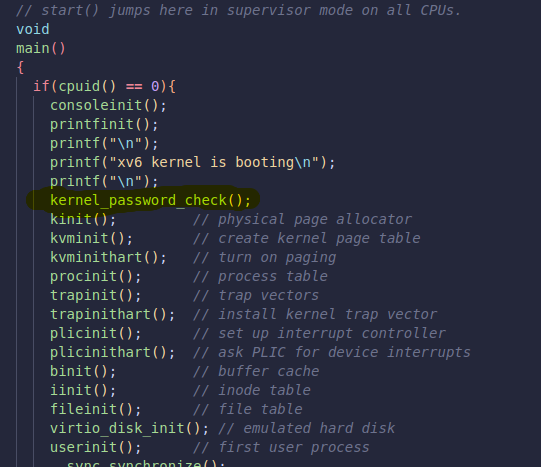 // start() jumps here in supervisor mode on all CPUs.
void
main()
{
if(cpuid() == 0){
consoleinit();
printfinit();
printf("\n");
printf("xv6 kernel is booting\n");
printf("\n");
kernel_password_check();
kinit(); // physical page allocator
kvminit(); // create kernel page table
kvminithart(); // turn on paging
procinit(); // process table
trapinit(); // trap vectors
trapinithart(); // install kernel trap vector
plicinit(); // set up interrupt controller
plicinithart(); // ask PLIC for device interrupts
binit(); // buffer cache
iinit(); // inode table
fileinit(); // file table
virtio_disk_init(); // emulated hard disk
userinit(); // first user process
__sync_synchronize();